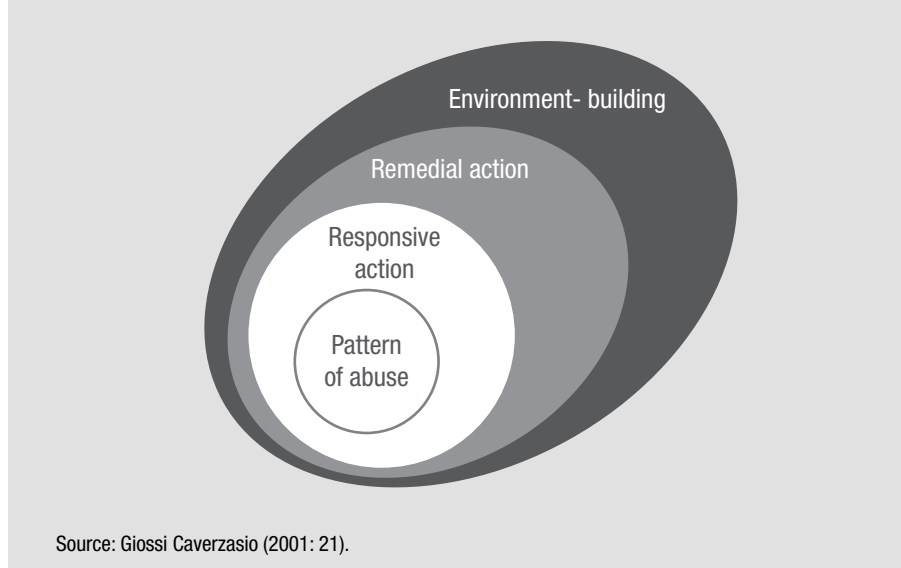 Environment- building
Remedial action
Responsive
action
Pattern
of abuse
Source: Giossi Caverzasio (2001: 21).